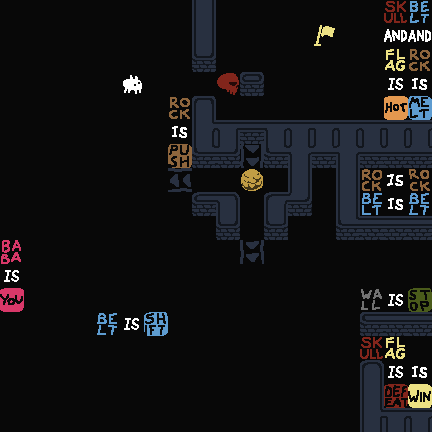 SKULL BELT
AND AND
FLAG ROCK
IS IS
HOT MELT
ROCK
IS
PUSH
ROCK IS ROCK
BELT IS BELT
BABA
IS
YOU
BELT IS SHIFT
WALL IS STOP
SKULL FLAG
IS IS
DEFEAT WIN